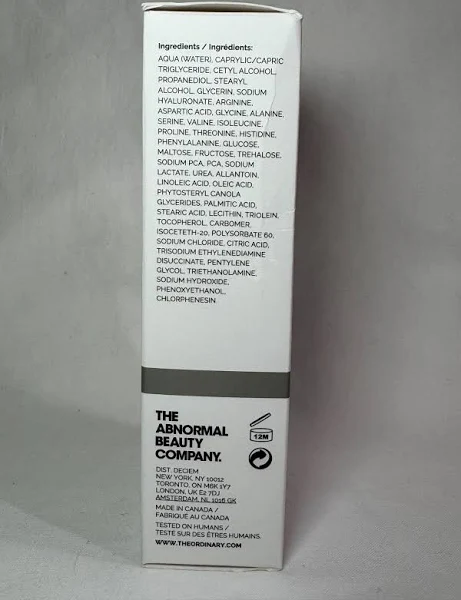 Ingredients / Ingrédients:
AQUA (WATER), CAPRYLIC/CAPRIC
TRIGLYCERIDE, CETYL ALCOHOL,
PROPANEDIOL, STEARYL
ALCOHOL, GLYCERIN, SODIUM
HYALURONATE, ARGININE,
ASPARTIC ACID, GLYCINE, ALANINE,
SERINE, VALINE, ISOLEUCINE,
PROLINE, THREONINE, HISTIDINE,
PHENYLALANINE, GLUCOSE,
MALTOSE, FRUCTOSE, TREHALOSE,
SODIUM PCA, PCA, SODIUM
LACTATE, UREA, ALLANTOIN,
LINOLEIC ACID, OLEIC ACID,
PHYTOSTERYL CANOLA
GLYCERIDES, PALMITIC ACID,
STEARIC ACID, LECITHIN, TRIOLEIN,
TOCOPHEROL, CARBOMER,
ISOCETETH-20, POLYSORBATE 60,
SODIUM CHLORIDE, CITRIC ACID,
TRISODIUM ETHYLENEDIAMINE
DISUCCINATE, PENTYLENE
GLYCOL, TRIETHANOLAMINE,
SODIUM HYDROXIDE,
PHENOXYETHANOL,
CHLORPHENESIN
THE
ABNORMAL
BEAUTY
COMPANY.
12M
DIST. DECIEM
NEW YORK, NY 10012
TORONTO, ON M6K 1Y7
LONDON, UK E2 7DJ
AMSTERDAM, NL 1016 GK
MADE IN CANADA /
FABRIQUÉ AU CANADA
TESTED ON HUMANS /
TESTÉ SUR DES ÊTRES HUMAINS.
WWW.THEORDINARY.COM